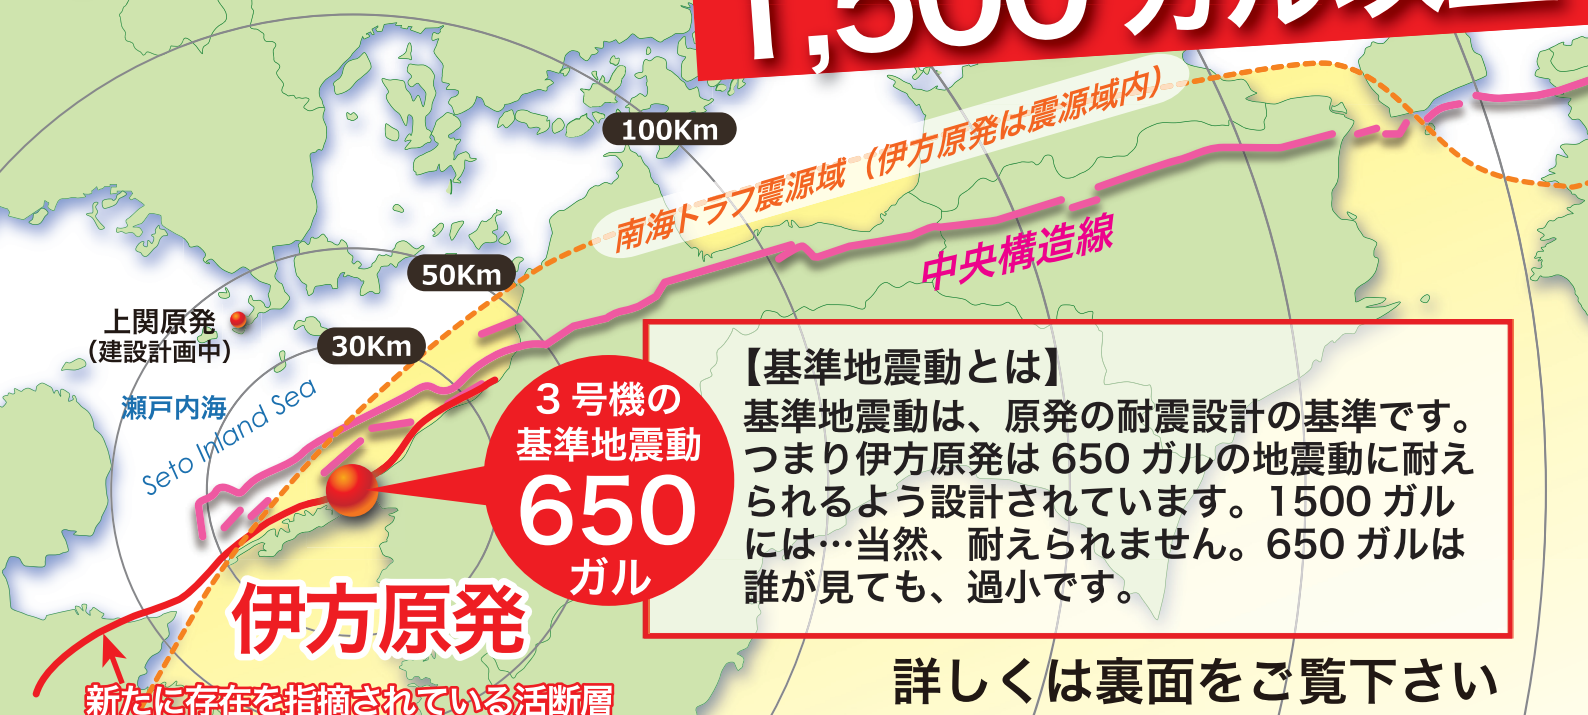 1,500ガル以上
100Km
南海トラフ震源域（伊方原発は震源域内）
中央構造線
50Km
上関原発
（建設計画中）
30Km
瀬戸内海
Seto Inland Sea
3号機の
基準地震動
650
ガル
【基準地震動とは】
基準地震動は、原発の耐震設計の基準です。
つまり伊方原発は 650 ガルの地震動に耐え
られるよう設計されています。1500 ガル
には…当然、耐えられません。650 ガルは
誰が見ても、過小です。
伊方原発
新たに存在を指摘されている活断層
詳しくは裏面をご覧下さい